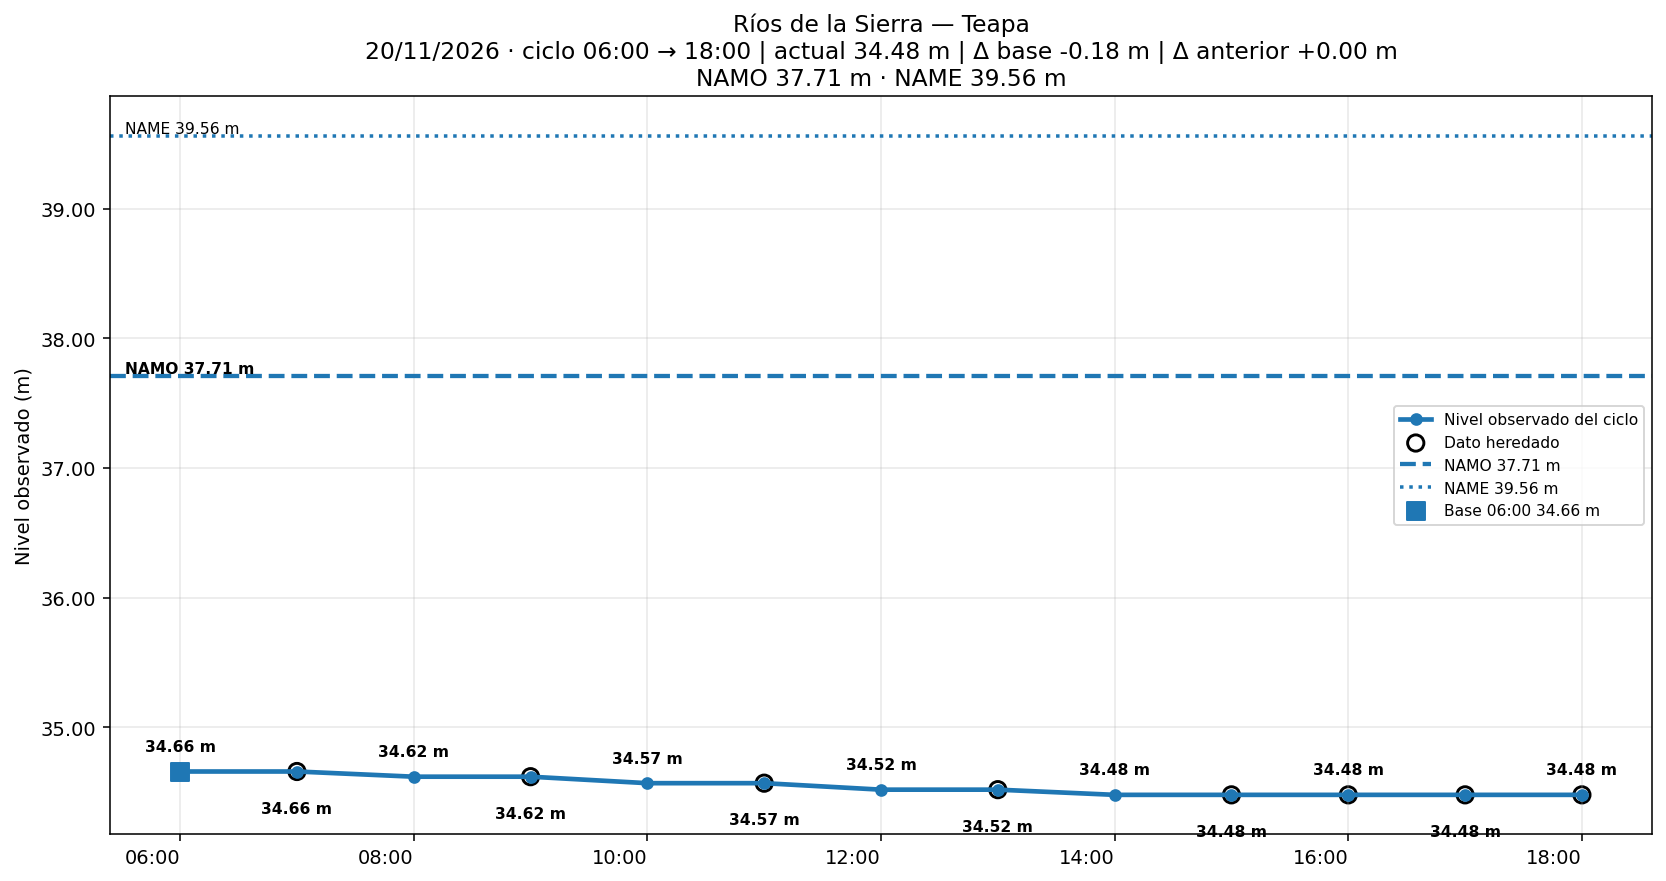 Ríos de la Sierra — Teapa
20/11/2026 · ciclo 06:00 → 18:00 | actual 34.48 m | Δ base -0.18 m | Δ anterior +0.00 m
NAMO 37.71 m · NAME 39.56 m
NAME 39.56 m
39.00
38.00
NAMO 37.71 m
37.00
36.00
35.00
Nivel observado (m)
Nivel observado del ciclo
Dato heredado
NAMO 37.71 m
NAME 39.56 m
Base 06:00 34.66 m
34.66 m
34.66 m
34.62 m
34.62 m
34.57 m
34.57 m
34.52 m
34.52 m
34.48 m
34.48 m
34.48 m
34.48 m
34.48 m
06:00
08:00
10:00
12:00
14:00
16:00
18:00